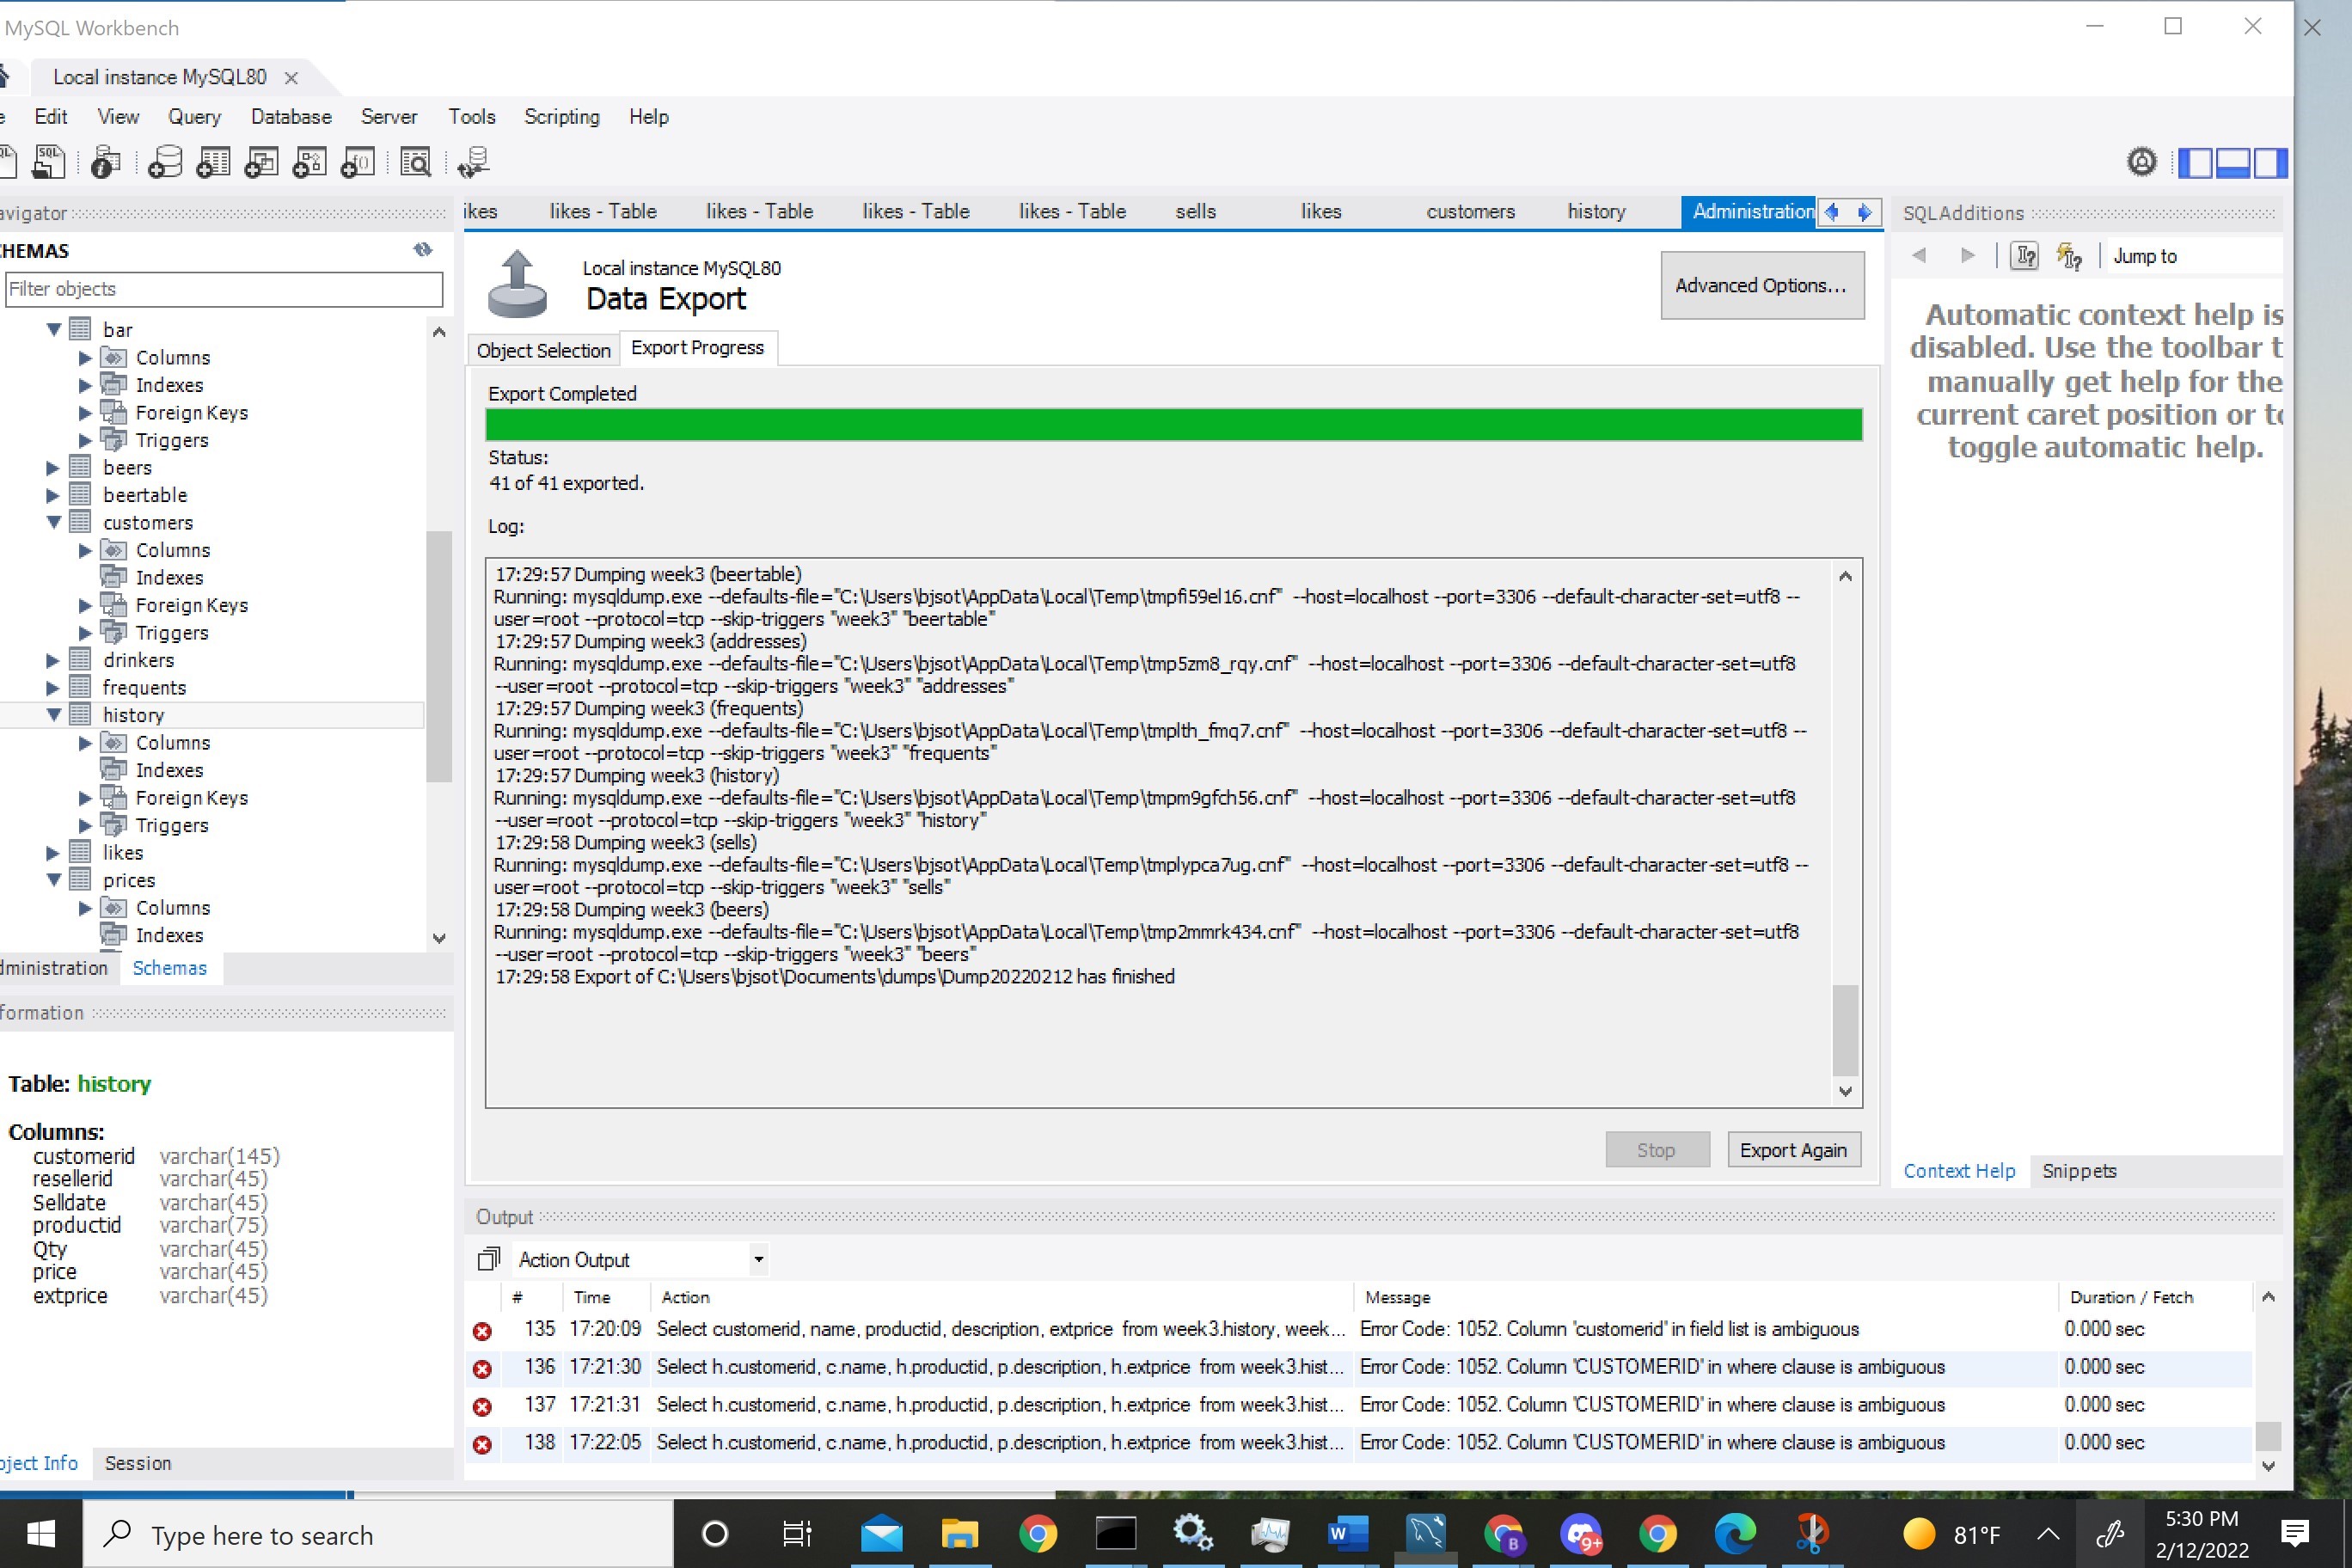 MySQL Workbench
Local instance MySQL80
Edit View Query Database Server Tools Scripting Help
avigator
ikes likes - Table likes - Table likes - Table likes - Table sells likes customers history Administration
SQLAdditions
CHEMAS
Filter objects
Local instance MySQL80
Data Export
Advanced Options...
Jump to
Object Selection Export Progress
Automatic context help is
disabled. Use the toolbar t
manually get help for the
current caret position or to
toggle automatic help.
bar
Columns
Indexes
Foreign Keys
Triggers
beers
beertable
customers
Columns
Indexes
Foreign Keys
Triggers
drinkers
frequents
history
Columns
Indexes
Foreign Keys
Triggers
likes
prices
Columns
Indexes
dministration Schemas
Export Completed
Status:
41 of 41 exported.
Log:
17:29:57 Dumping week3 (beertable)
Running: mysqldump.exe --defaults-file="C:\Users\bjsot\AppData\Local\Temp\tmpfi59el16.cnf" --host=localhost --port=3306 --default-character-set=utf8 --
user=root --protocol=tcp --skip-triggers "week3" "beertable"
17:29:57 Dumping week3 (addresses)
Running: mysqldump.exe --defaults-file="C:\Users\bjsot\AppData\Local\Temp\tmp5zm8_rqy.cnf" --host=localhost --port=3306 --default-character-set=utf8
--user=root --protocol=tcp --skip-triggers "week3" "addresses"
17:29:57 Dumping week3 (frequents)
Running: mysqldump.exe --defaults-file="C:\Users\bjsot\AppData\Local\Temp\tmplth_fmq7.cnf" --host=localhost --port=3306 --default-character-set=utf8 --
user=root --protocol=tcp --skip-triggers "week3" "frequents"
17:29:57 Dumping week3 (history)
Running: mysqldump.exe --defaults-file="C:\Users\bjsot\AppData\Local\Temp\tmpm9gfch56.cnf" --host=localhost --port=3306 --default-character-set=utf8
--user=root --protocol=tcp --skip-triggers "week3" "history"
17:29:58 Dumping week3 (sells)
Running: mysqldump.exe --defaults-file="C:\Users\bjsot\AppData\Local\Temp\tmplypca7ug.cnf" --host=localhost --port=3306 --default-character-set=utf8 --
user=root --protocol=tcp --skip-triggers "week3" "sells"
17:29:58 Dumping week3 (beers)
Running: mysqldump.exe --defaults-file="C:\Users\bjsot\AppData\Local\Temp\tmp2mmrk434.cnf" --host=localhost --port=3306 --default-character-set=utf8
--user=root --protocol=tcp --skip-triggers "week3" "beers"
17:29:58 Export of C:\Users\bjsot\Documents\dumps\Dump20220212 has finished
Stop Export Again
Context Help Snippets
formation
Table: history
Columns:
customerid varchar(145)
resellerid varchar(45)
Selldate varchar(45)
productid varchar(75)
Qty varchar(45)
price varchar(45)
extprice varchar(45)
oject Info Session
Output
Action Output
# Time Action Message Duration / Fetch
135 17:20:09 Select customerid, name, productid, description, extprice from week3.history, week... Error Code: 1052. Column 'customerid' in field list is ambiguous 0.000 sec
136 17:21:30 Select h.customerid, c.name, h.productid, p.description, h.extprice from week3.hist... Error Code: 1052. Column 'CUSTOMERID' in where clause is ambiguous 0.000 sec
137 17:21:31 Select h.customerid, c.name, h.productid, p.description, h.extprice from week3.hist... Error Code: 1052. Column 'CUSTOMERID' in where clause is ambiguous 0.000 sec
138 17:22:05 Select h.customerid, c.name, h.productid, p.description, h.extprice from week3.hist... Error Code: 1052. Column 'CUSTOMERID' in where clause is ambiguous 0.000 sec
Type here to search
W
B
9+
81°F
5:30 PM
2/12/2022